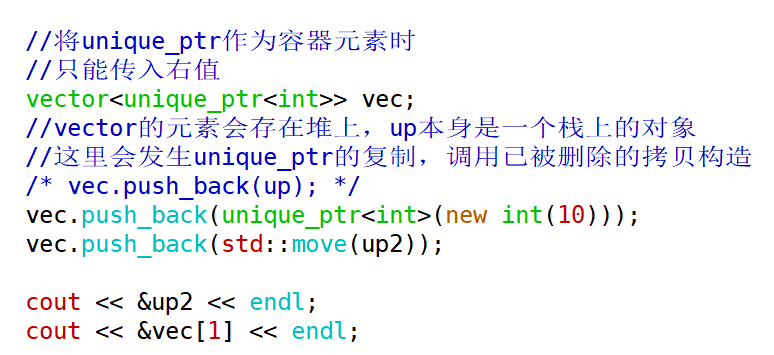 //将unique_ptr作为容器元素时
//只能传入右值
vector<unique_ptr<int>> vec;
//vector的元素会存在堆上，up本身是一个栈上的对象
//这里会发生unique_ptr的复制，调用已被删除的拷贝构造
/* vec.push_back(up); */
vec.push_back(unique_ptr<int>(new int(10)));
vec.push_back(std::move(up2));
cout << &up2 << endl;
cout << &vec[1] << endl;